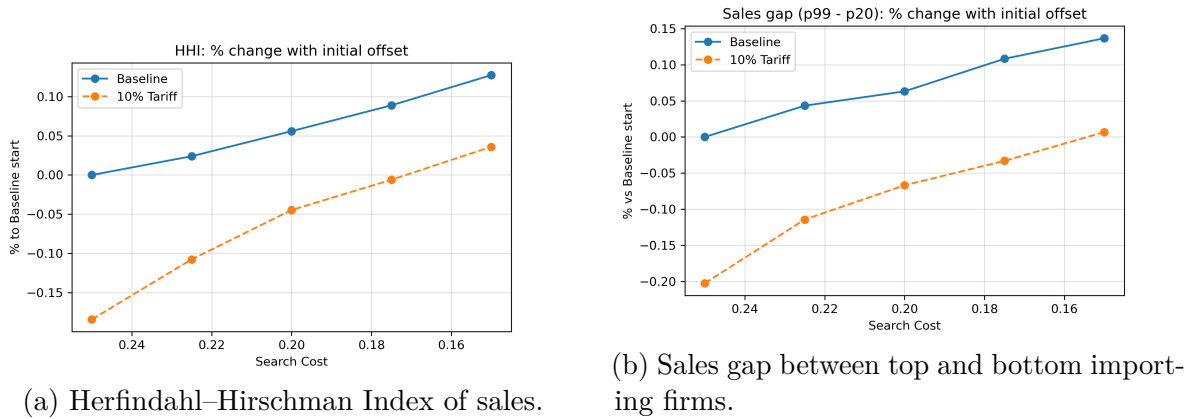 HHI: % change with initial offset
Baseline
10% Tariff
% to Baseline start
0.10
0.05
0.00
−0.05
−0.10
−0.15
0.24
0.22
0.20
0.18
0.16
Search Cost
(a) Herfindahl–Hirschman Index of sales.
Sales gap (p99 - p20): % change with initial offset
Baseline
10% Tariff
% vs Baseline start
0.15
0.10
0.05
0.00
−0.05
−0.10
−0.15
−0.20
0.24
0.22
0.20
0.18
0.16
Search Cost
(b) Sales gap between top and bottom import-
ing firms.